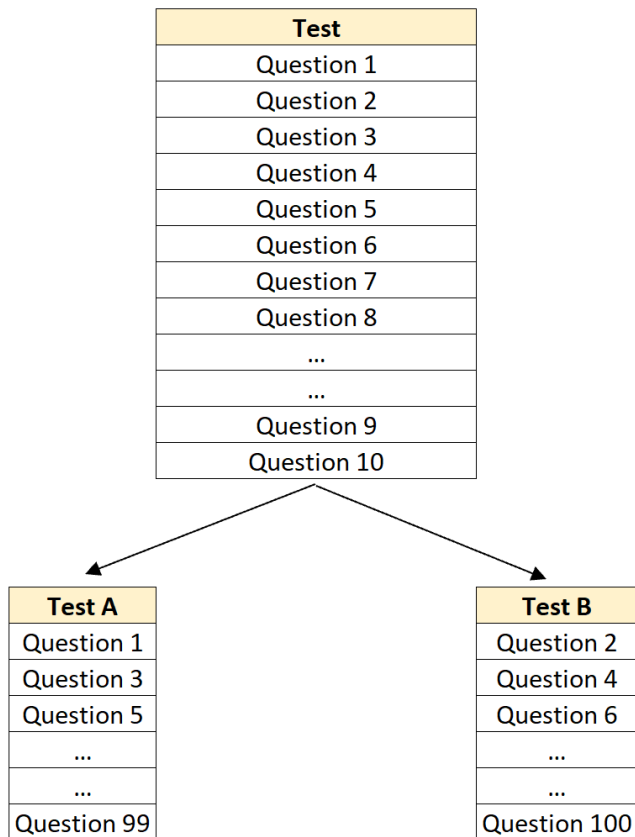 Test
Question 1
Question 2
Question 3
Question 4
Question 5
Question 6
Question 7
Question 8
...
...
Question 9
Question 10
Test A
Question 1
Question 3
Question 5
...
...
Question 99
Test B
Question 2
Question 4
Question 6
...
...
Question 100